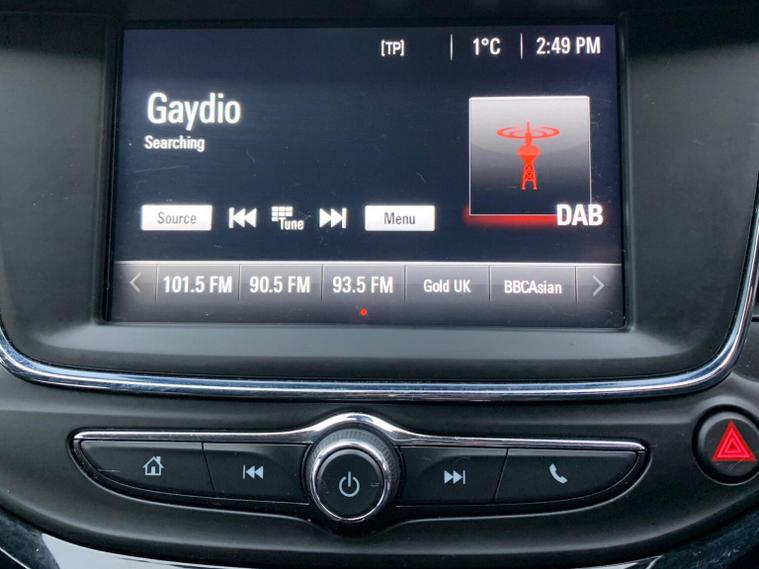 [TP] 1°C 2:49 PM
Gaydio
Searching
Source Tune Menu
DAB
101.5 FM 90.5 FM 93.5 FM Gold UK BBCAsian